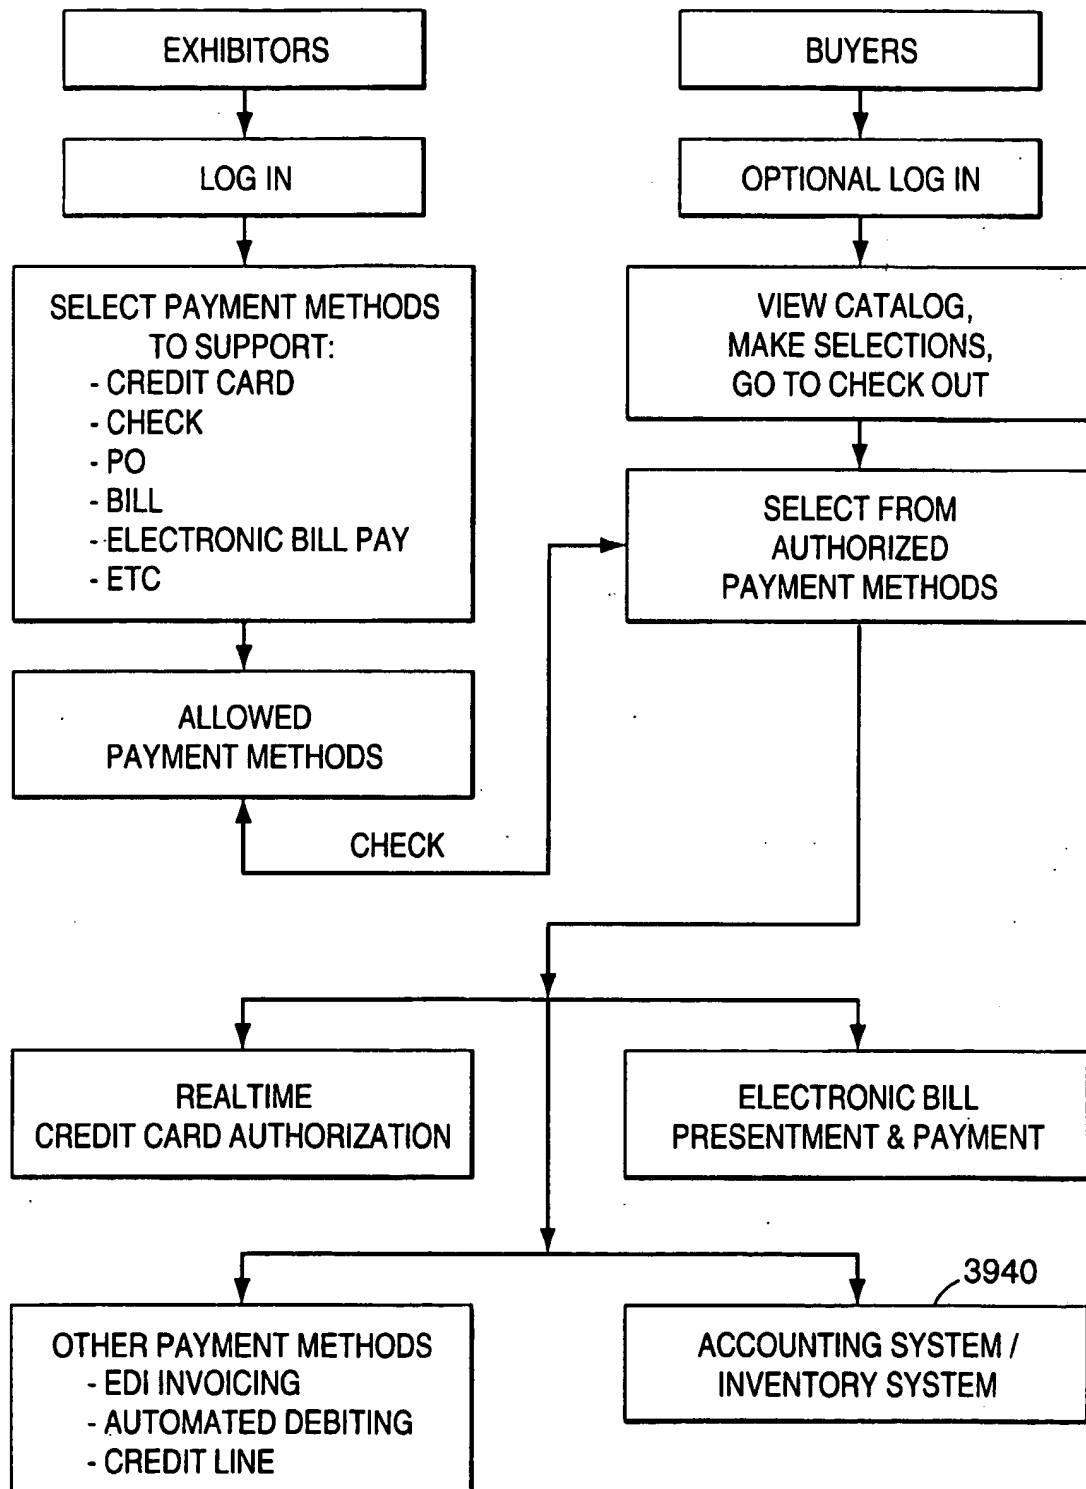 EXHIBITORS
LOG IN
SELECT PAYMENT METHODS
TO SUPPORT:
- CREDIT CARD
- CHECK
- PO
- BILL
- ELECTRONIC BILL PAY
- ETC
ALLOWED
PAYMENT METHODS
BUYERS
OPTIONAL LOG IN
VIEW CATALOG,
MAKE SELECTIONS,
GO TO CHECK OUT
SELECT FROM
AUTHORIZED
PAYMENT METHODS
CHECK
REALTIME
CREDIT CARD AUTHORIZATION
ELECTRONIC BILL
PRESENTMENT & PAYMENT
OTHER PAYMENT METHODS
- EDI INVOICING
- AUTOMATED DEBITING
- CREDIT LINE
3940
ACCOUNTING SYSTEM /
INVENTORY SYSTEM